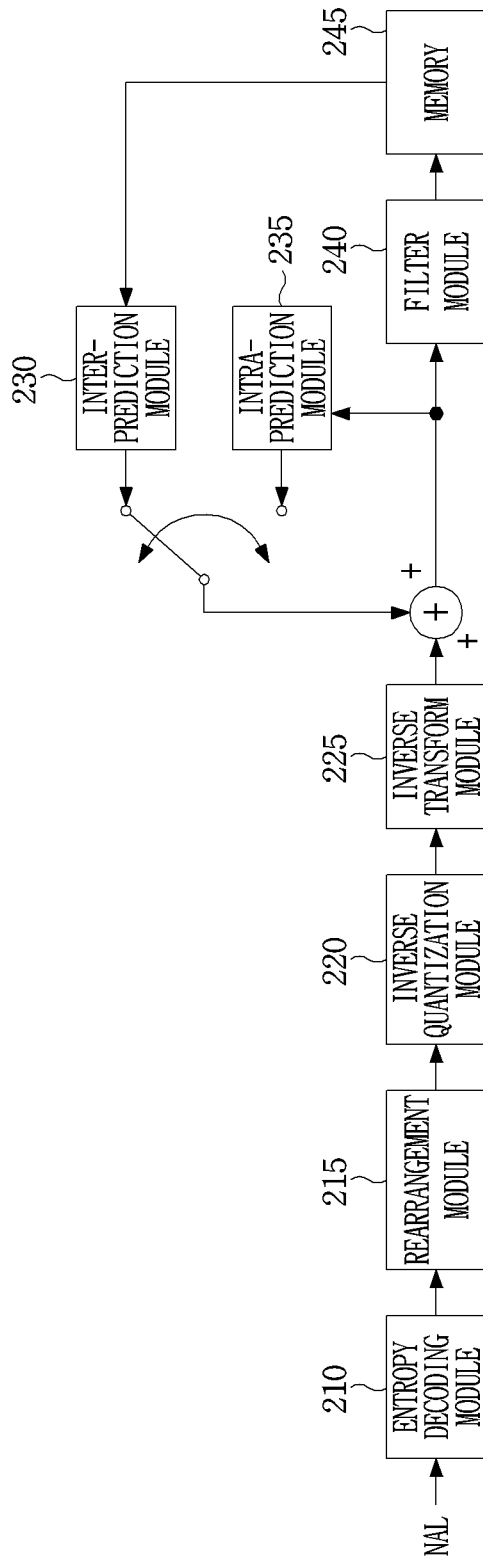 NAL
210
ENTROPY
DECODING
MODULE
215
REARRANGEMENT
MODULE
220
INVERSE
QUANTIZATION
MODULE
225
INVERSE
TRANSFORM
MODULE
+
+
+
230
INTER-
PREDICTION
MODULE
235
INTRA-
PREDICTION
MODULE
240
FILTER
MODULE
245
MEMORY